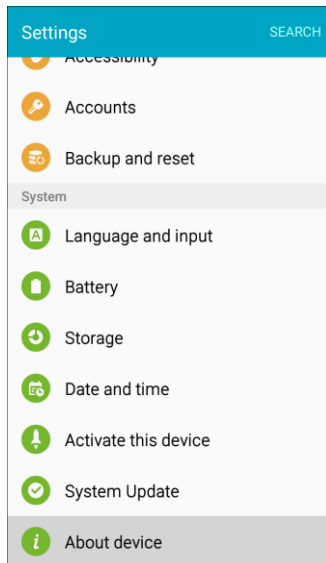 Settings
SEARCH
Accessibility
Accounts
Backup and reset
System
A
Language and input
Battery
Storage
Date and time
Activate this device
System Update
i
About device